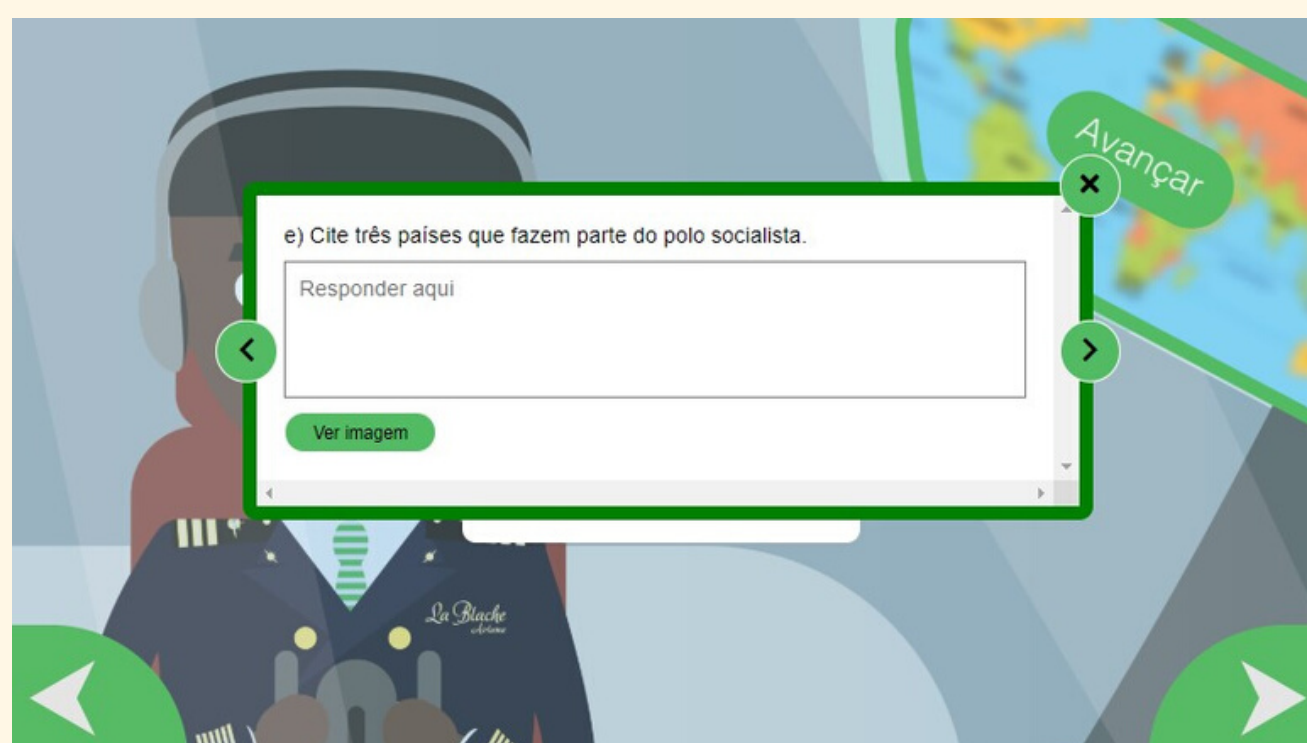 Avançar
e) Cite três países que fazem parte do polo socialista.
Responder aqui
Ver imagem
La Blache